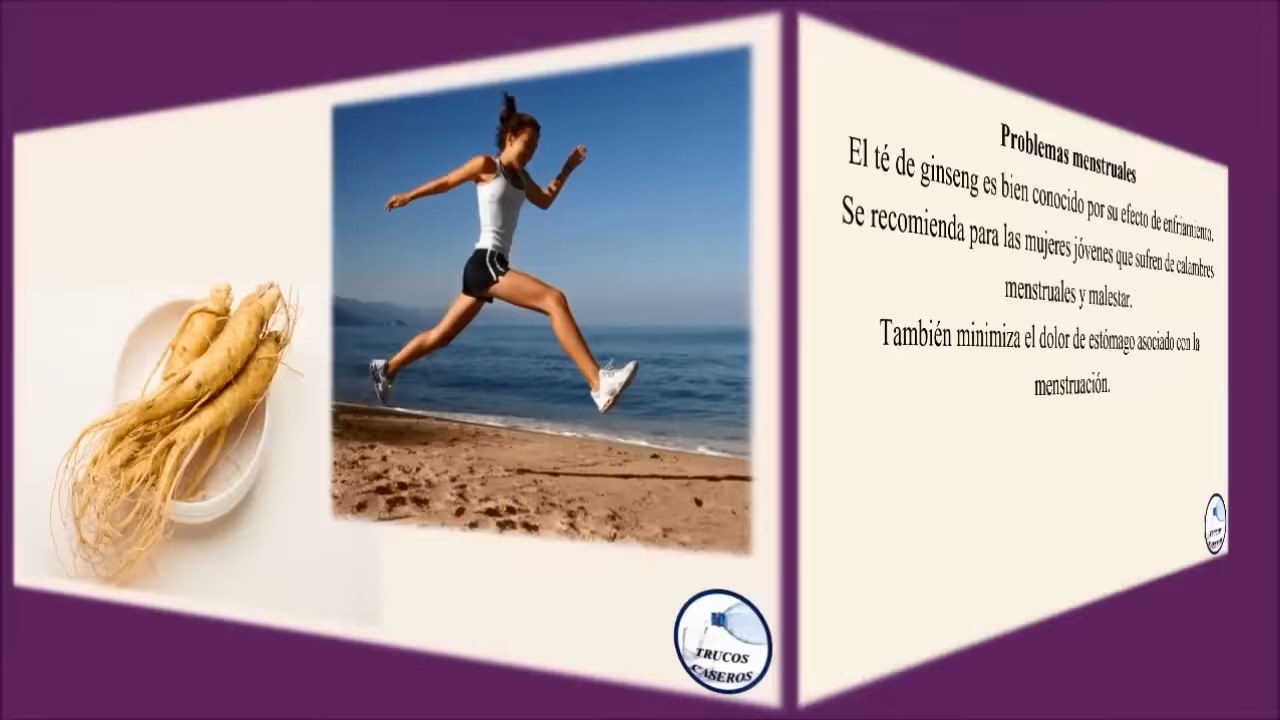 Problemas menstruales
El té de ginseng es bien conocido por su efecto de enfriamiento.
Se recomienda para las mujeres jóvenes que sufren de calambres
menstruales y malestar.
También minimiza el dolor de estómago asociado con la
menstruación.
TRUCOS
CASEROS